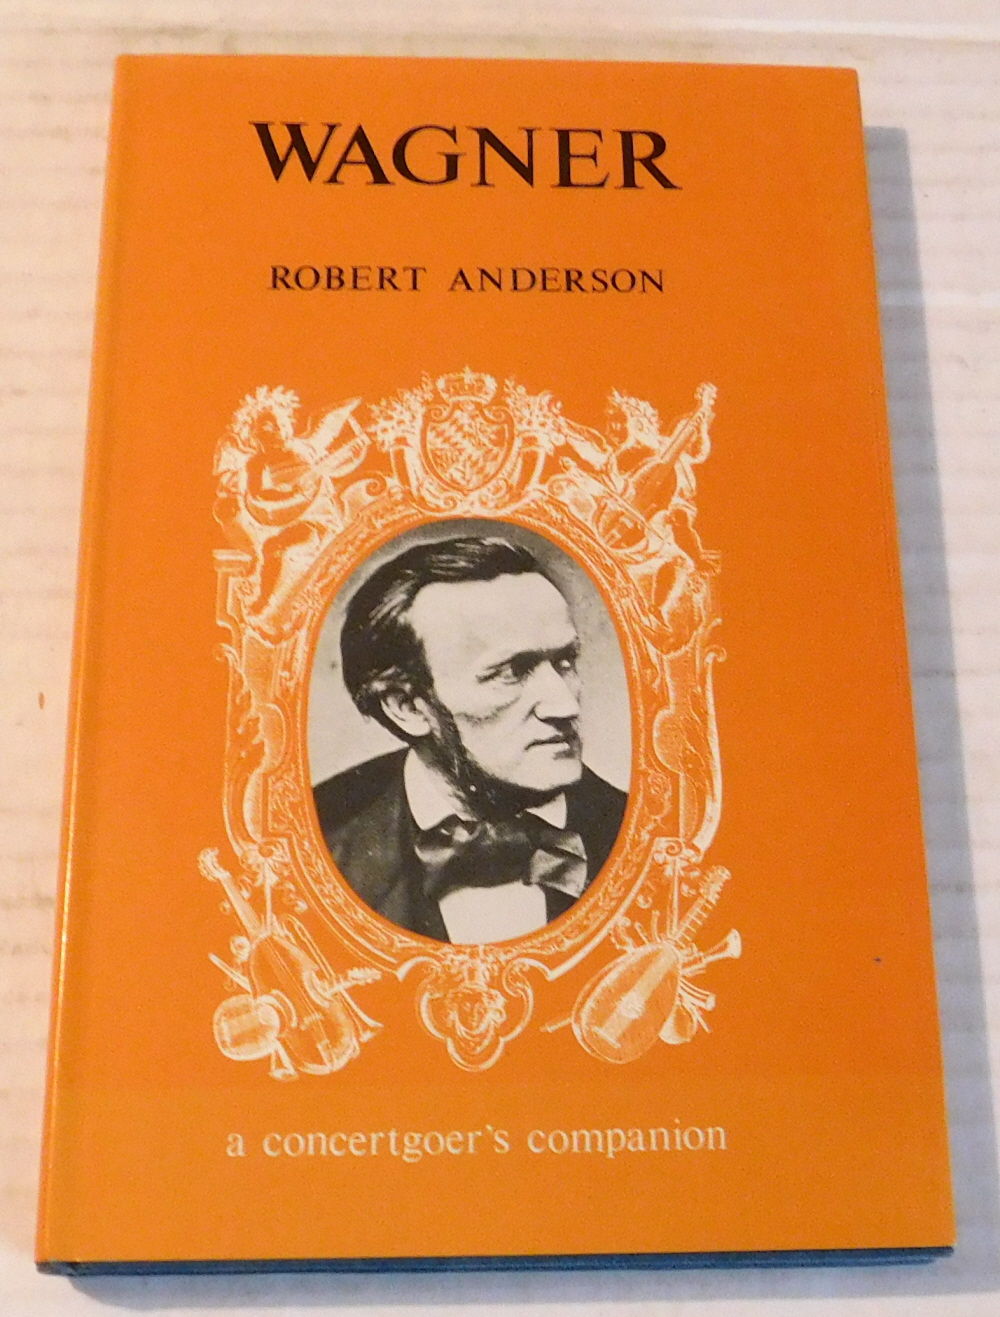 WAGNER
ROBERT ANDERSON
a concertgoer's companion